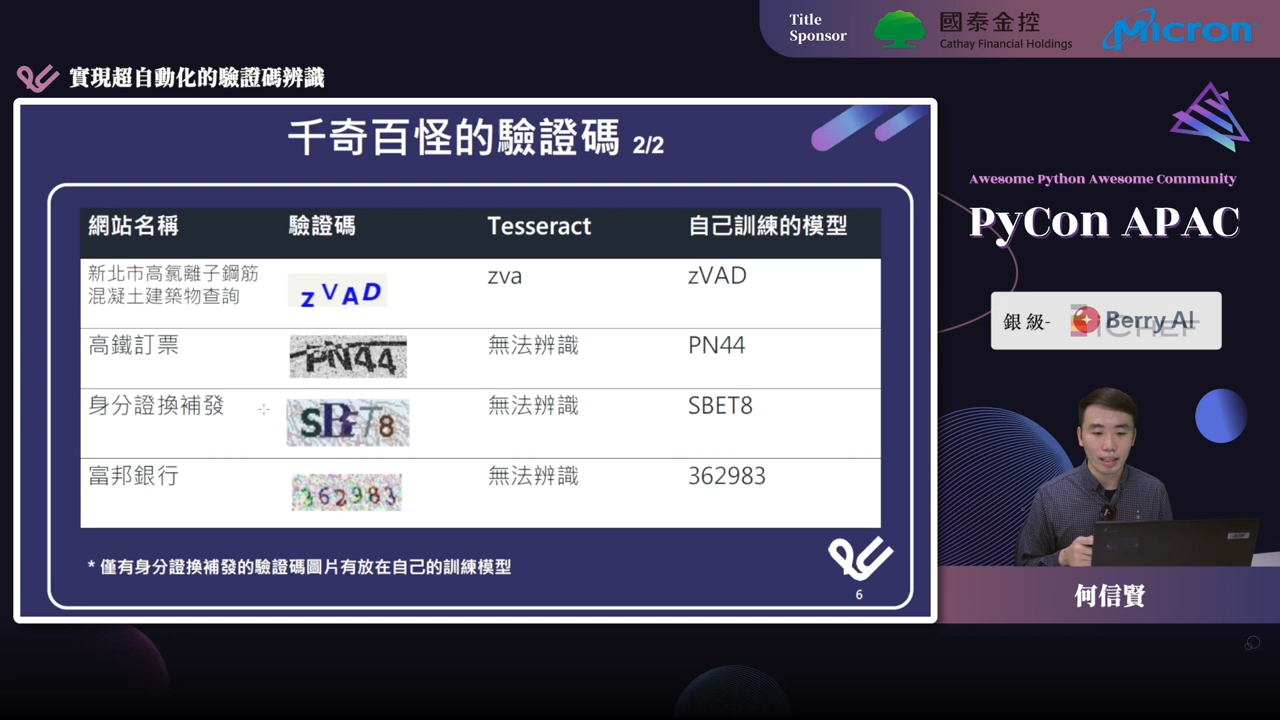 Title
Sponsor
國泰金控
Cathay Financial Holdings
Micron
實現超自動化的驗證碼辨識
千奇百怪的驗證碼 2/2
網站名稱 驗證碼 Tesseract 自己訓練的模型
新北市高氯離子鋼筋
混凝土建築物查詢
zVAD
zva
zVAD
高鐵訂票
PN44
無法辨識
PN44
身分證換補發
SBET8
無法辨識
SBET8
富邦銀行
362983
無法辨識
362983
* 僅有身分證換補發的驗證碼圖片有放在自己的訓練模型
6
Awesome Python Awesome Community
PyCon APAC
銀級-
Berry AI
acer
何信賢